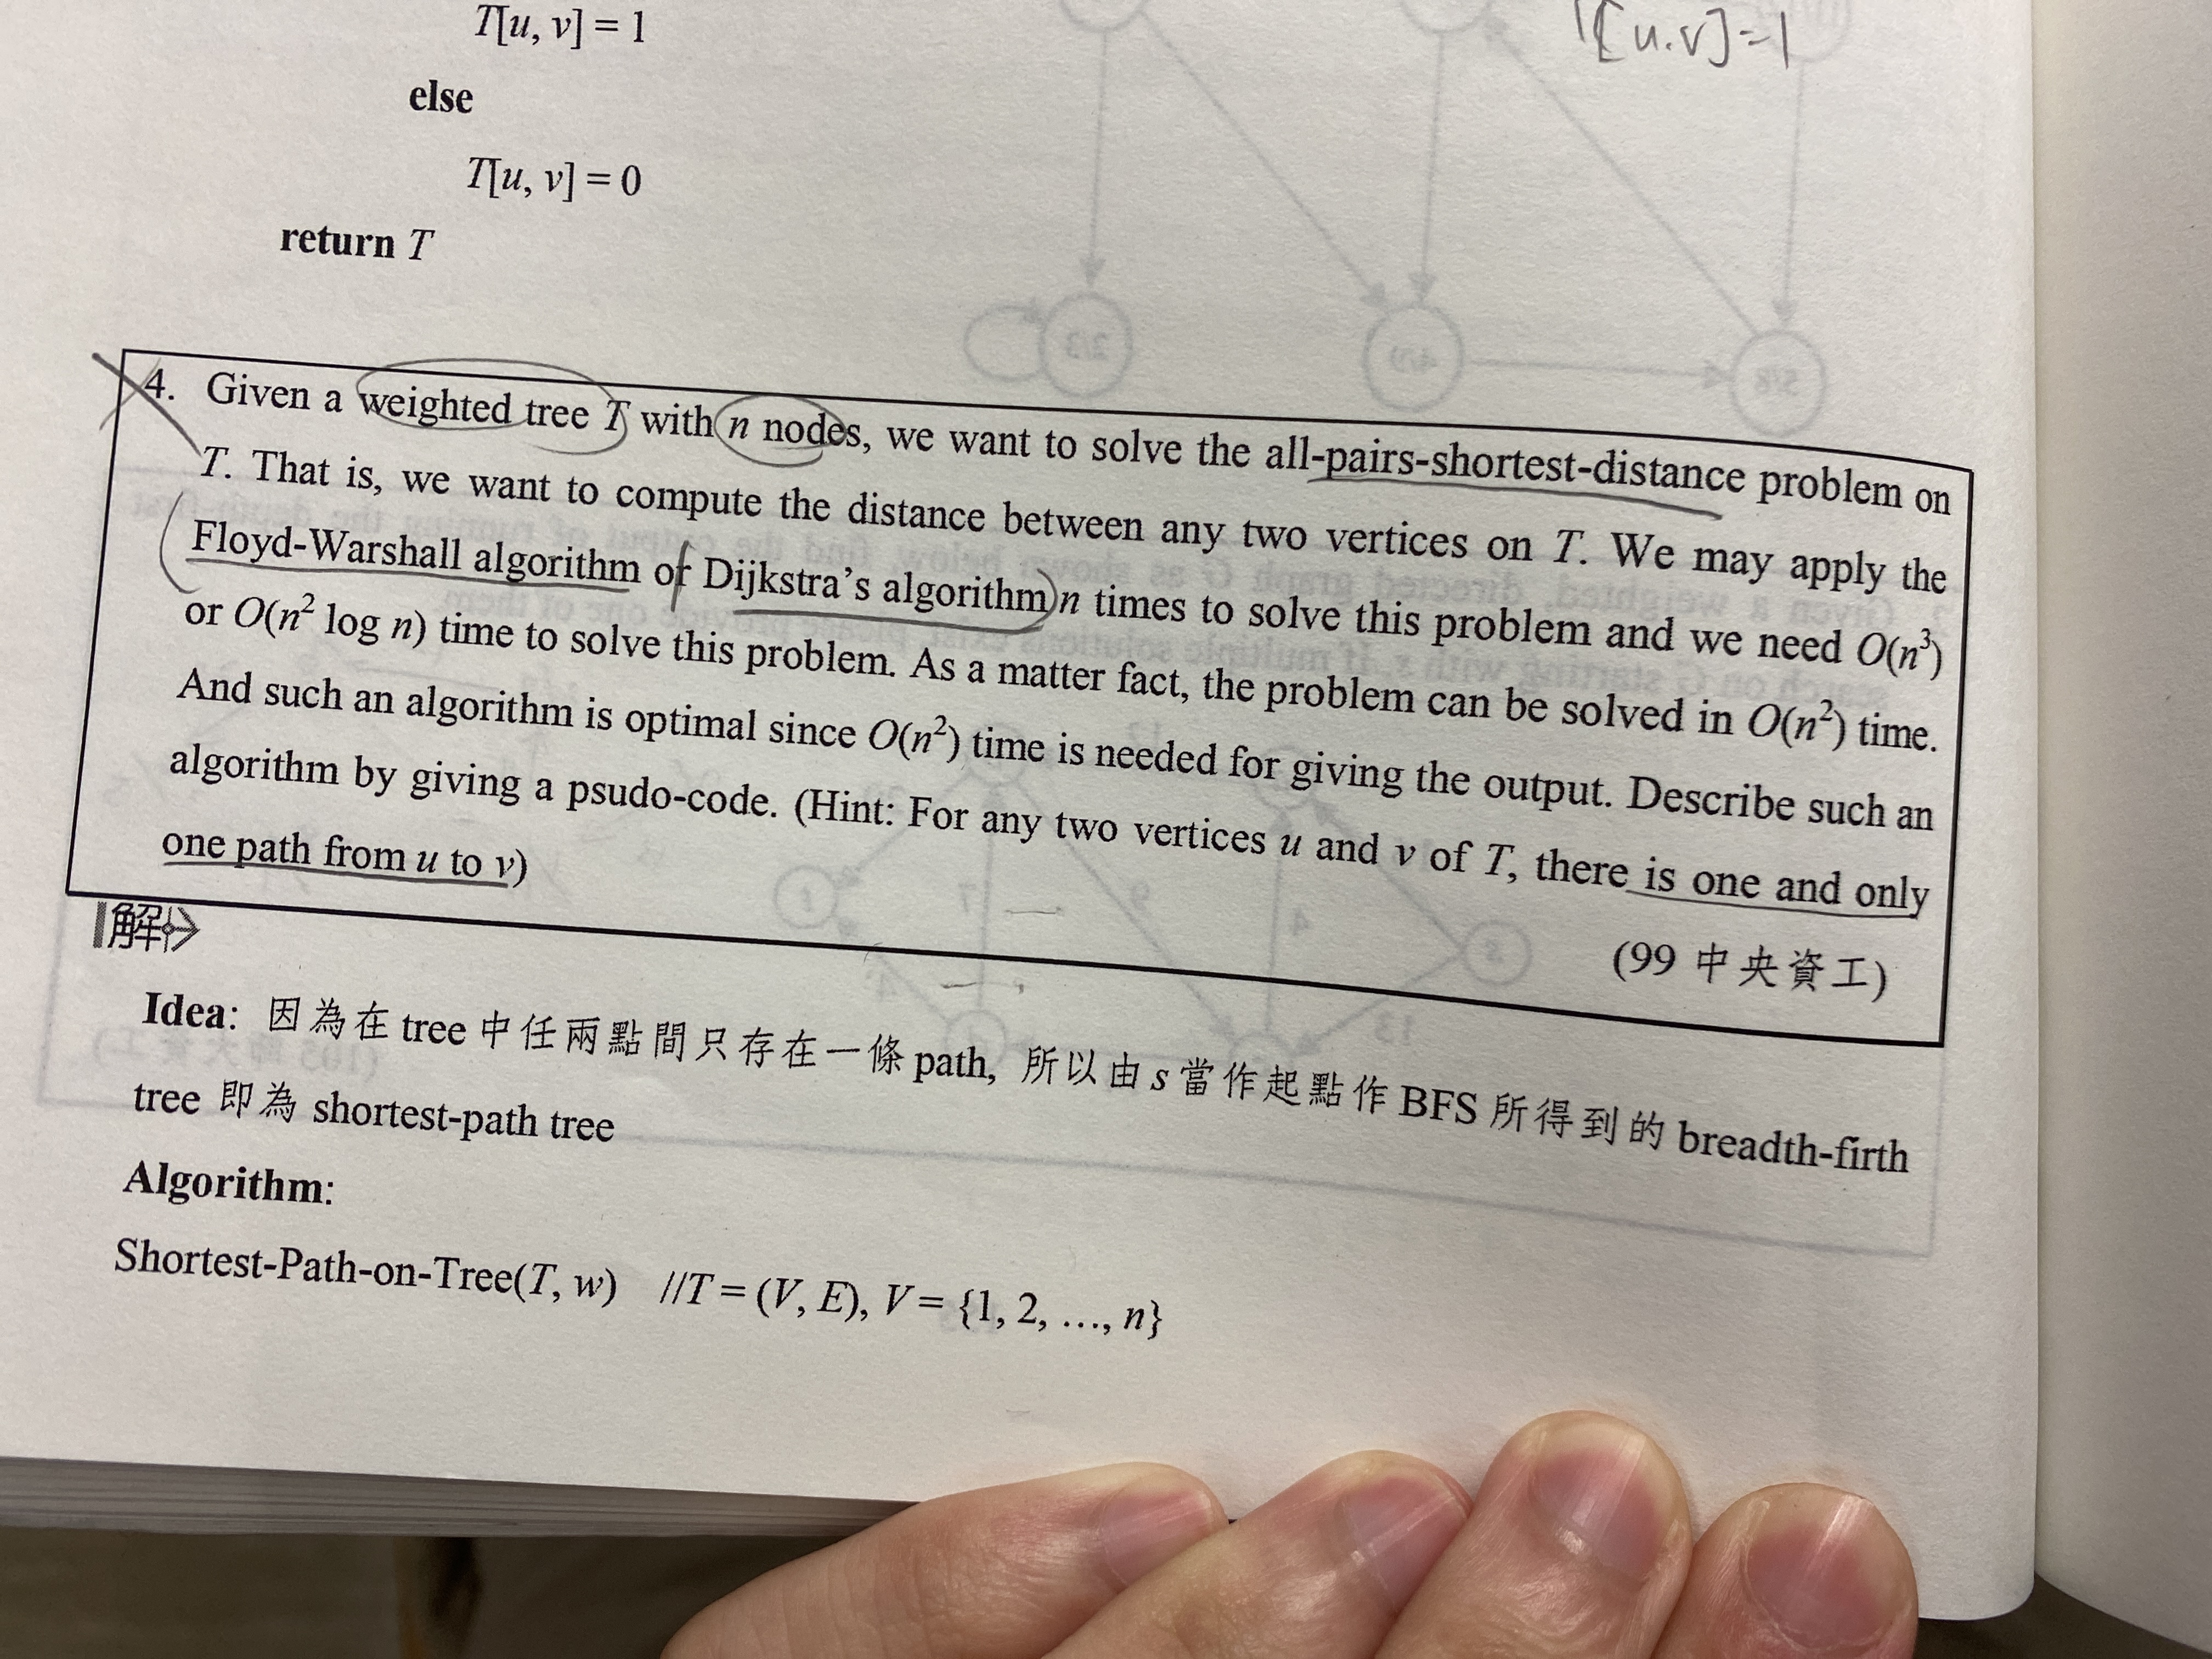 T[u, v] = 1
T[u.v]=1
else
T[u, v] = 0
return T
4. Given a weighted tree T with n nodes, we want to solve the all-pairs-shortest-distance problem on
T. That is, we want to compute the distance between any two vertices on T. We may apply the
Floyd-Warshall algorithm of Dijkstra's algorithm n times to solve this problem and we need O(n³)
or O(n² log n) time to solve this problem. As a matter fact, the problem can be solved in O(n²) time.
And such an algorithm is optimal since O(n²) time is needed for giving the output. Describe such an
algorithm by giving a psudo-code. (Hint: For any two vertices u and v of T, there is one and only
one path from u to v)
(99 中央資工)
解
Idea: 因為在 tree 中任兩點間只存在一條 path, 所以由 s 當作起點作 BFS 所得到的 breadth-firth
tree 即為 shortest-path tree
Algorithm:
Shortest-Path-on-Tree(T, w) //T = (V, E), V = {1, 2, …, n}